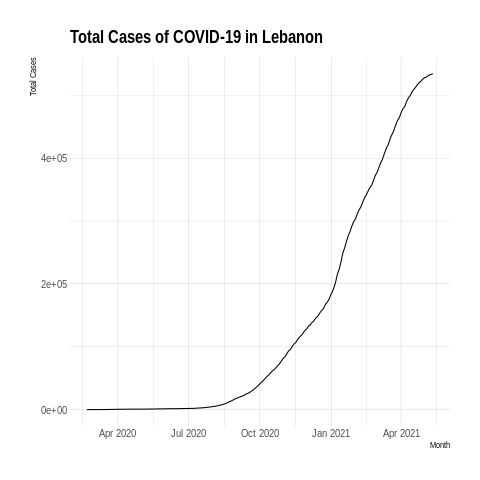 Total Cases of COVID-19 in Lebanon
Total Cases
4e+05
2e+05
0e+00
Apr 2020 Jul 2020 Oct 2020 Jan 2021 Apr 2021
Month